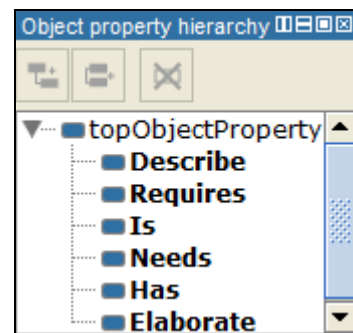 Object property hierarchy
topObjectProperty
Describe
Requires
Is
Needs
Has
Elaborate